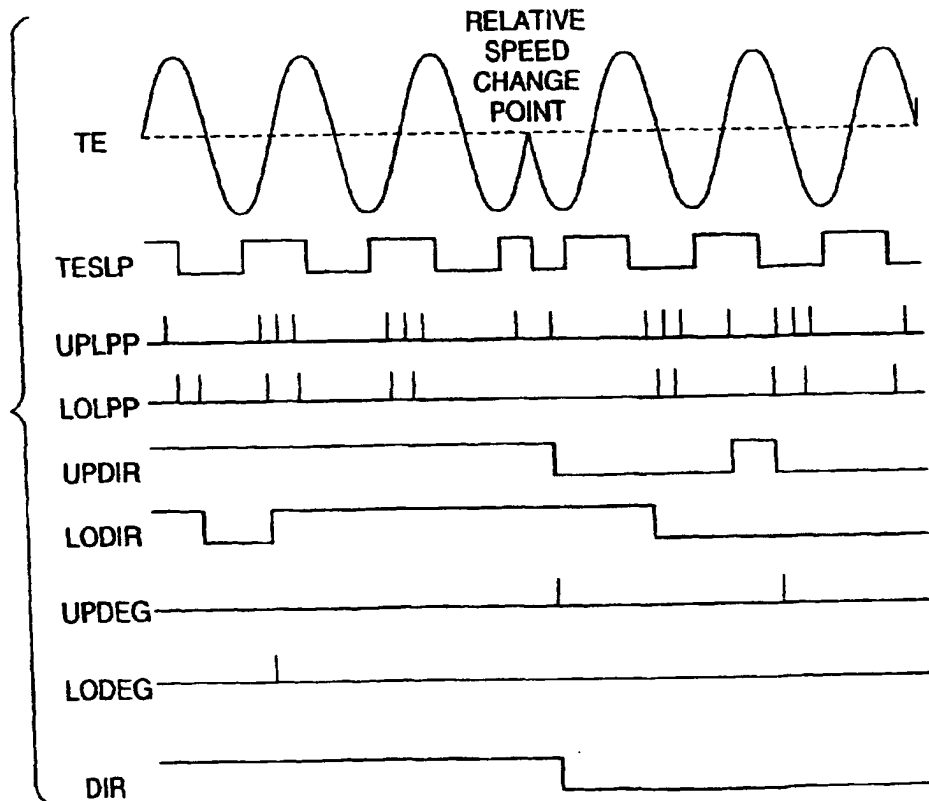 RELATIVE
SPEED
CHANGE
POINT
TE
TESLP
UPLPP
LOLPP
UPDIR
LODIR
UPDEG
LODEG
DIR